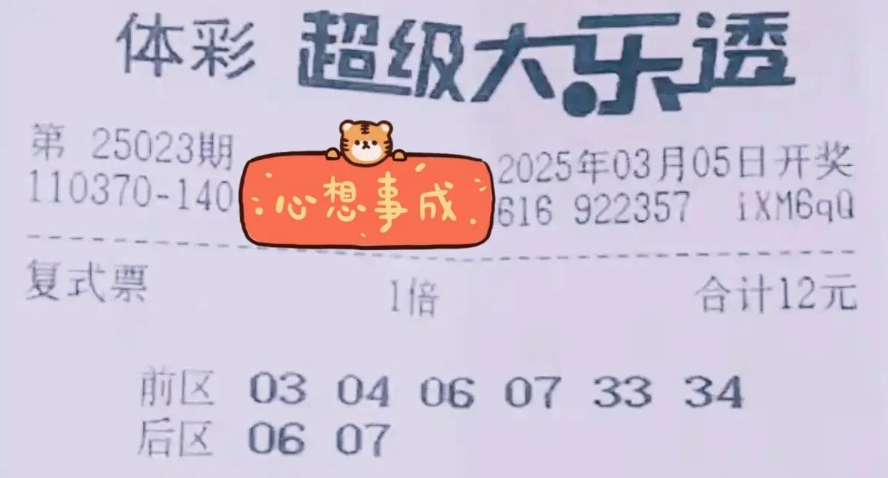 体彩 超级大乐透
第 25023期 2025年03月05日开奖
110370-140 616 922357 iXM6qQ
心想事成
复式票 1倍 合计12元
前区 03 04 06 07 33 34
后区 06 07